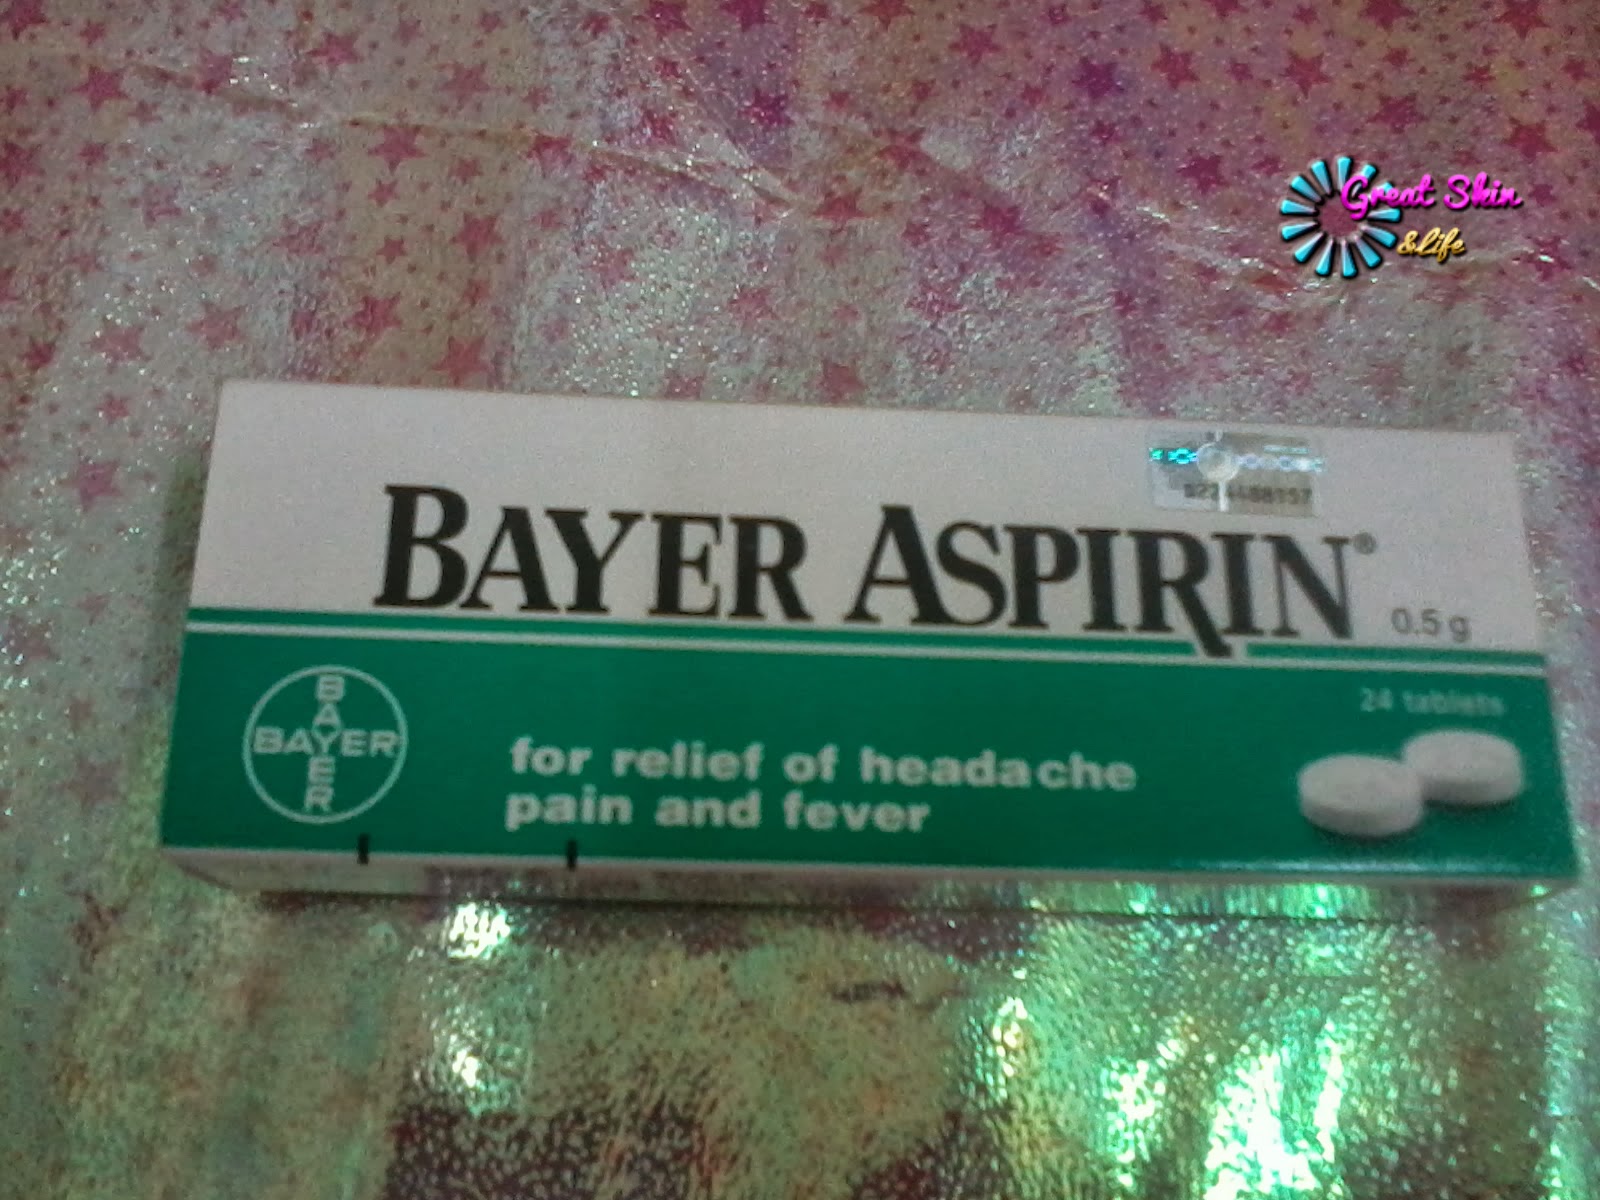 Great Skin
&Life
BAYER ASPIRIN® 0.5 g
24 tablets
BAYER
BAYER
for relief of headache
pain and fever